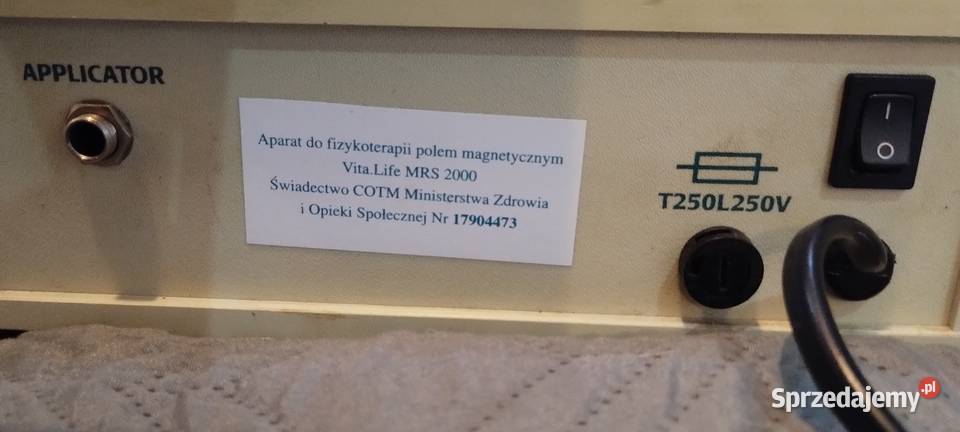 APPLICATOR
Aparat do fizykoterapii polem magnetycznym
Vita.Life MRS 2000
Świadectwo COTM Ministerstwa Zdrowia
i Opieki Społecznej Nr 17904473
T250L250V
I
O
Sprzedajemy.pl